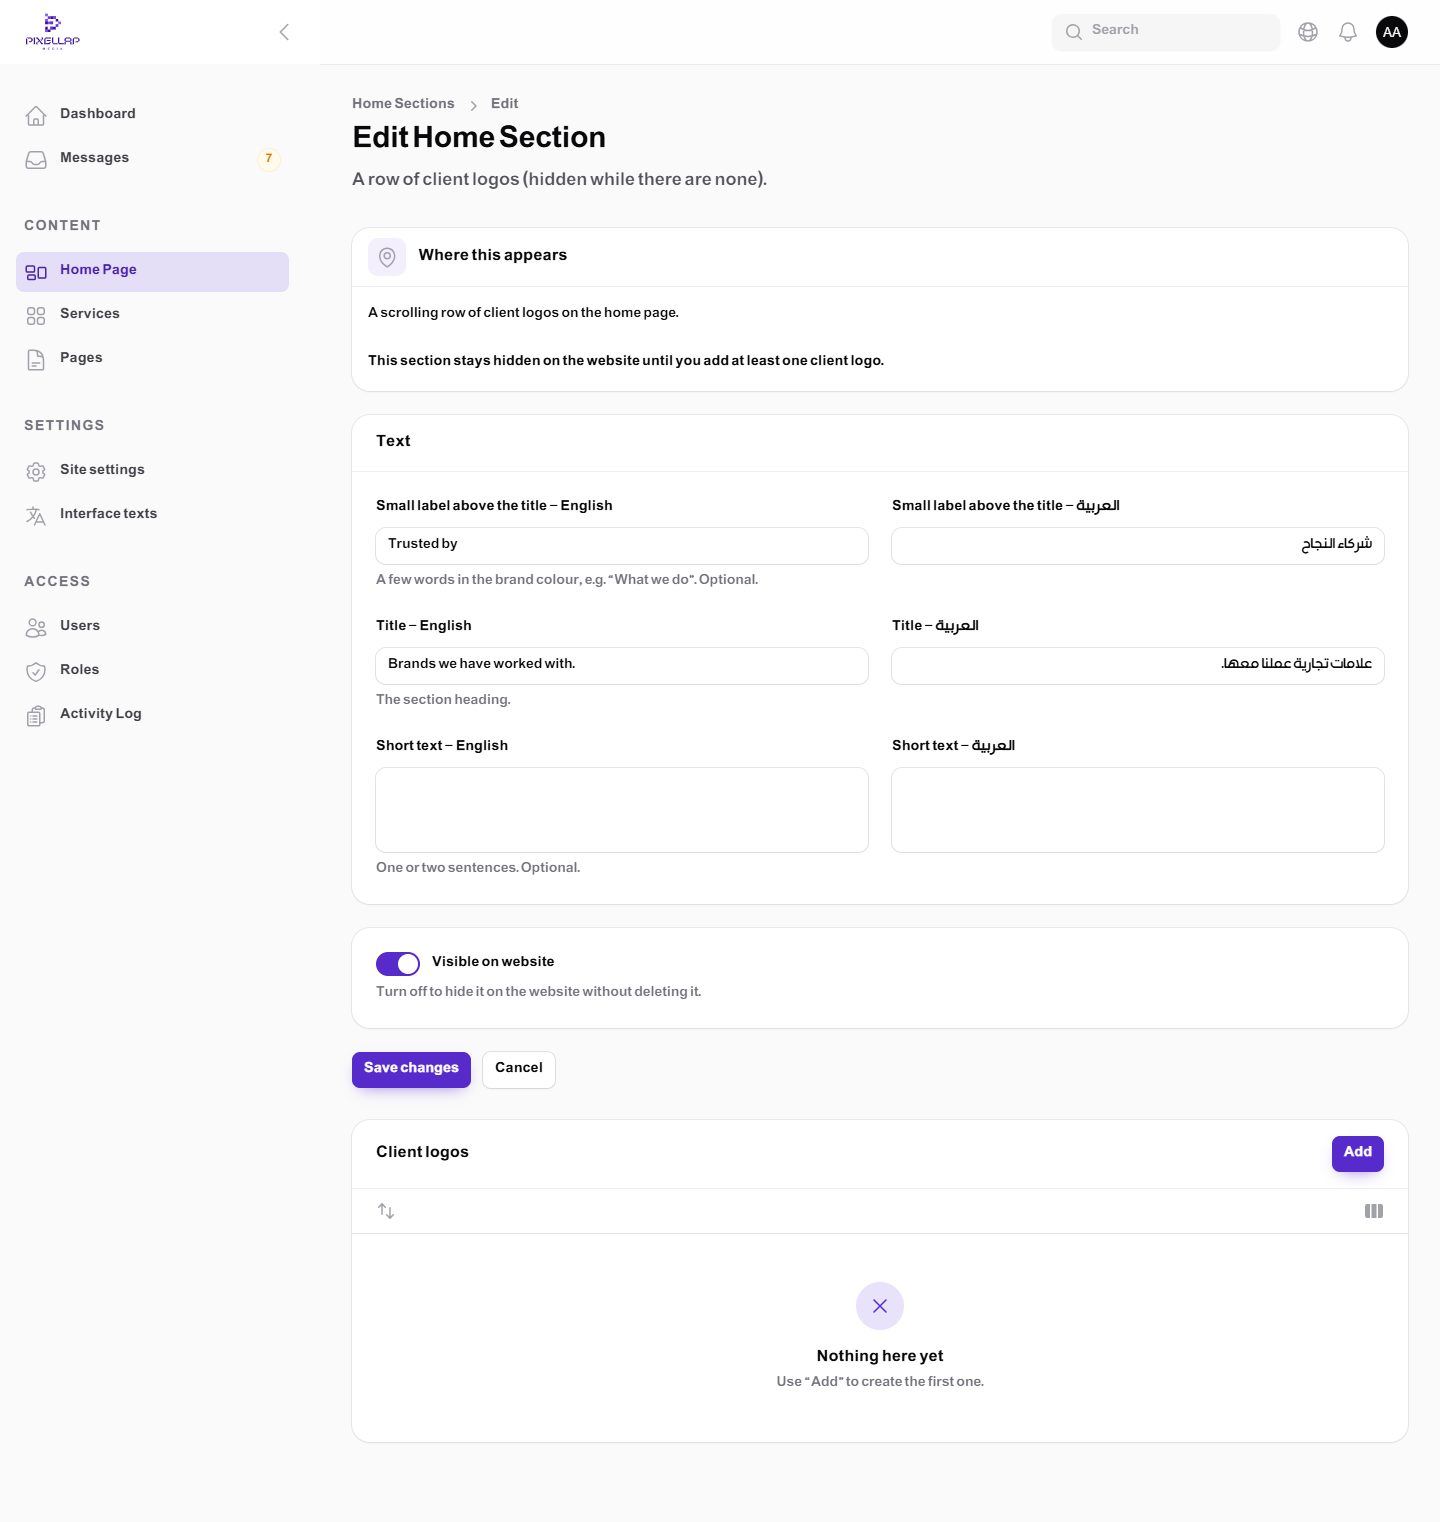 PIXELLAP
MEDIA
Search
AA
Dashboard
Messages
7
CONTENT
Home Page
Services
Pages
SETTINGS
Site settings
Interface texts
ACCESS
Users
Roles
Activity Log
Home Sections > Edit
Edit Home Section
A row of client logos (hidden while there are none).
Where this appears
A scrolling row of client logos on the home page.
This section stays hidden on the website until you add at least one client logo.
Text
Small label above the title – English
Trusted by
A few words in the brand colour, e.g. “What we do”. Optional.
Small label above the title – العربية
شركاء النجاح
Title – English
Brands we have worked with.
The section heading.
Title – العربية
علامات تجارية عملنا معها.
Short text – English
One or two sentences. Optional.
Short text – العربية
Visible on website
Turn off to hide it on the website without deleting it.
Save changes
Cancel
Client logos
Add
Nothing here yet
Use “Add” to create the first one.